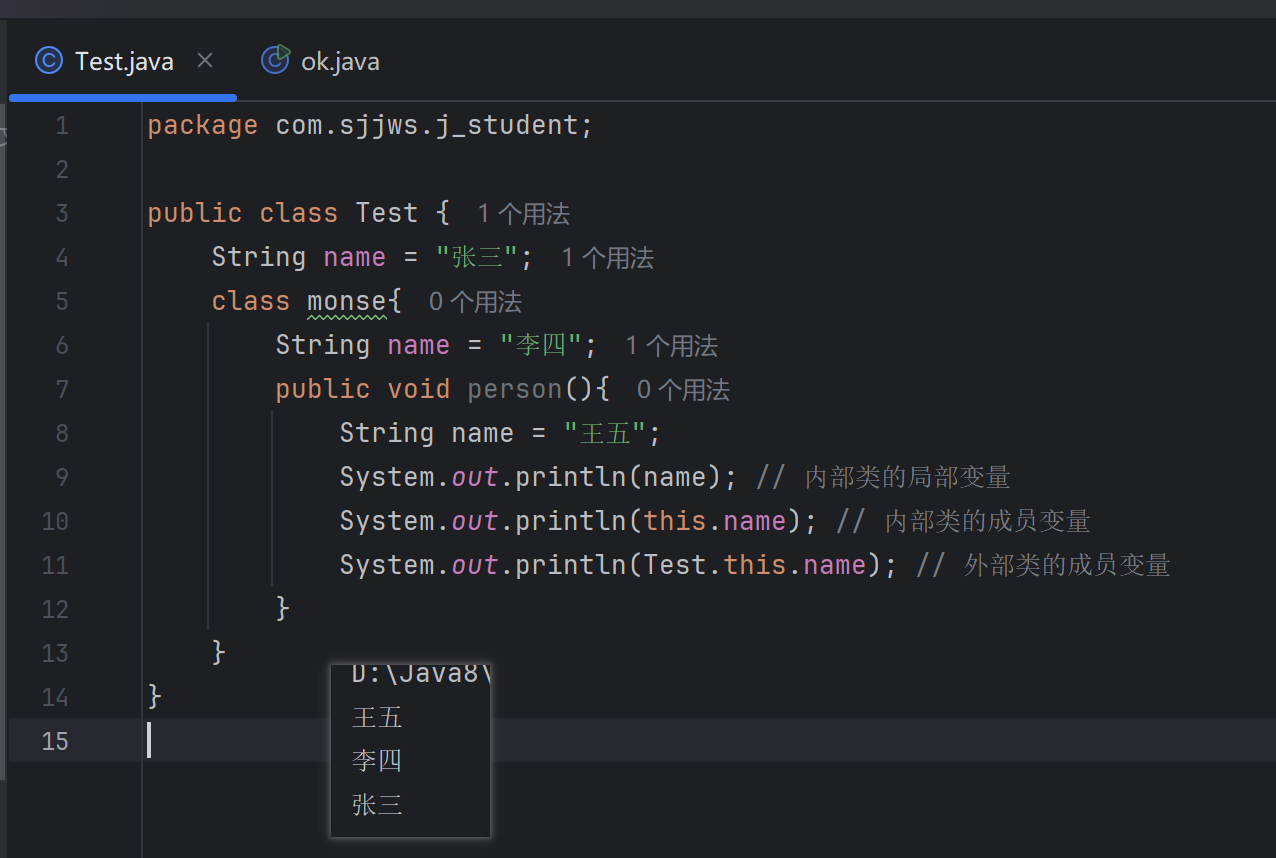 Test.java ok.java
1 package com.sjjws.j_student;
2
3 public class Test { 1 个用法
4 String name = "张三"; 1 个用法
5 class monse{ 0 个用法
6 String name = "李四"; 1 个用法
7 public void person(){ 0 个用法
8 String name = "王五";
9 System.out.println(name); // 内部类的局部变量
10 System.out.println(this.name); // 内部类的成员变量
11 System.out.println(Test.this.name); // 外部类的成员变量
12 }
13 }
14 }
15
D:\Java8\
王五
李四
张三